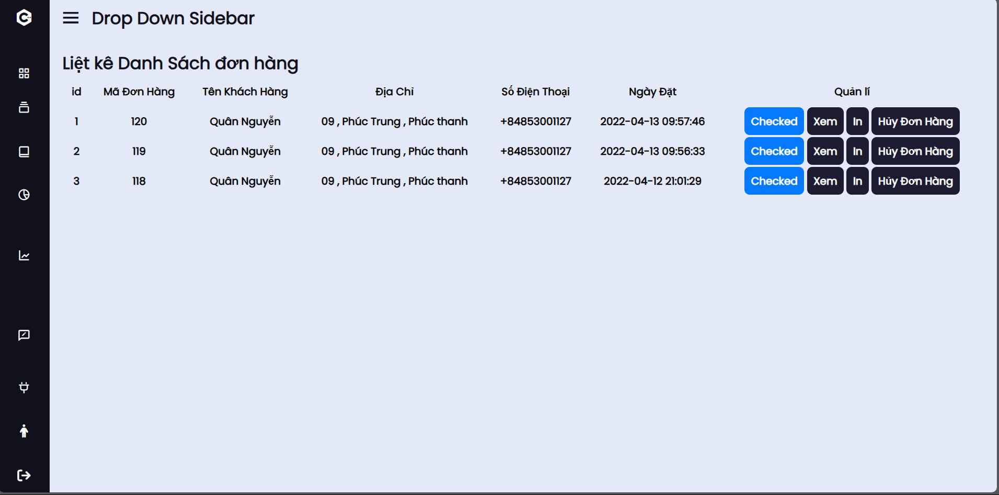 Drop Down Sidebar
Liệt kê Danh Sách đơn hàng
id Mã Đơn Hàng Tên Khách Hàng Địa Chỉ Số Điện Thoại Ngày Đặt Quản lí
1 120 Quân Nguyễn 09 , Phúc Trung , Phúc thanh +84853001127 2022-04-13 09:57:46 Checked Xem In Hủy Đơn Hàng
2 119 Quân Nguyễn 09 , Phúc Trung , Phúc thanh +84853001127 2022-04-13 09:56:33 Checked Xem In Hủy Đơn Hàng
3 118 Quân Nguyễn 09 , Phúc Trung , Phúc thanh +84853001127 2022-04-12 21:01:29 Checked Xem In Hủy Đơn Hàng